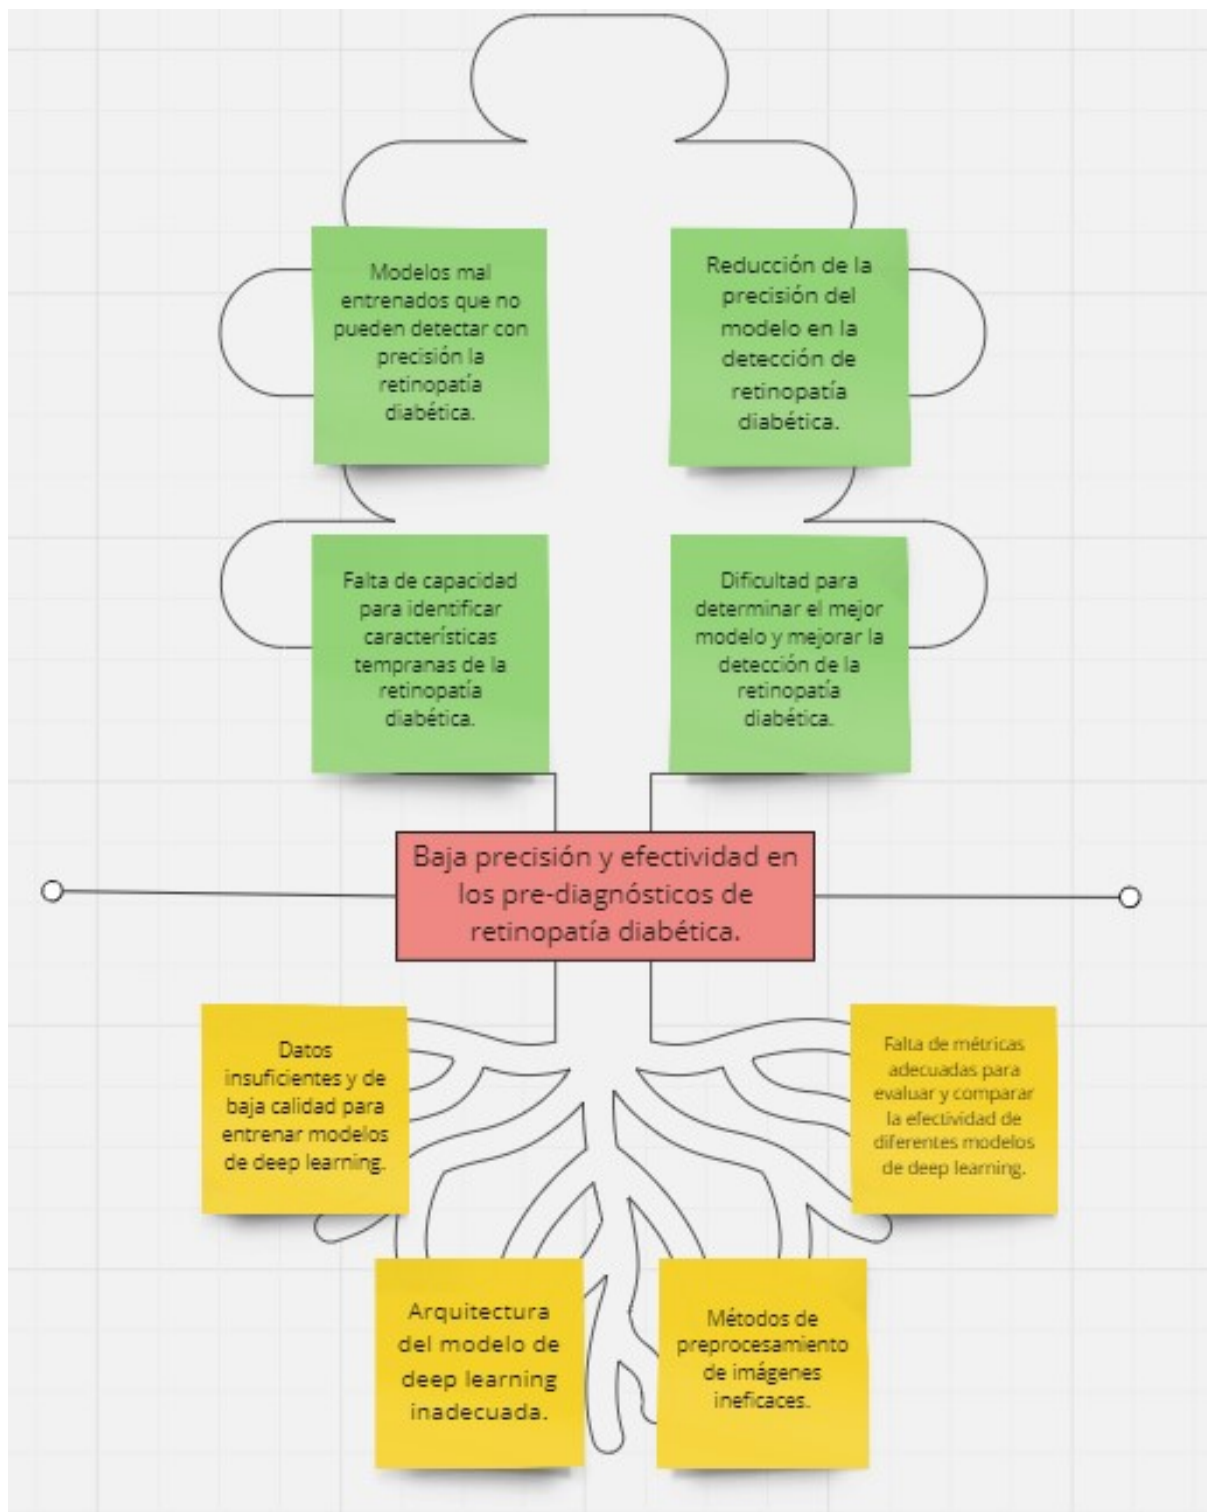 Modelos mal
entrenados que no
pueden detectar con
precisión la
retinopatía
diabética.
Reducción de la
precisión del
modelo en la
detección de
retinopatía
diabética.
Falta de capacidad
para identificar
características
tempranas de la
retinopatía
diabética.
Dificultad para
determinar el mejor
modelo y mejorar la
detección de la
retinopatía
diabética.
Baja precisión y efectividad en
los pre-diagnósticos de
retinopatía diabética.
Datos
insuficientes y de
baja calidad para
entrenar modelos
de deep learning.
Falta de métricas
adecuadas para
evaluar y comparar
la efectividad de
diferentes modelos
de deep learning.
Arquitectura
del modelo de
deep learning
inadecuada.
Métodos de
preprocesamiento
de imágenes
ineficaces.